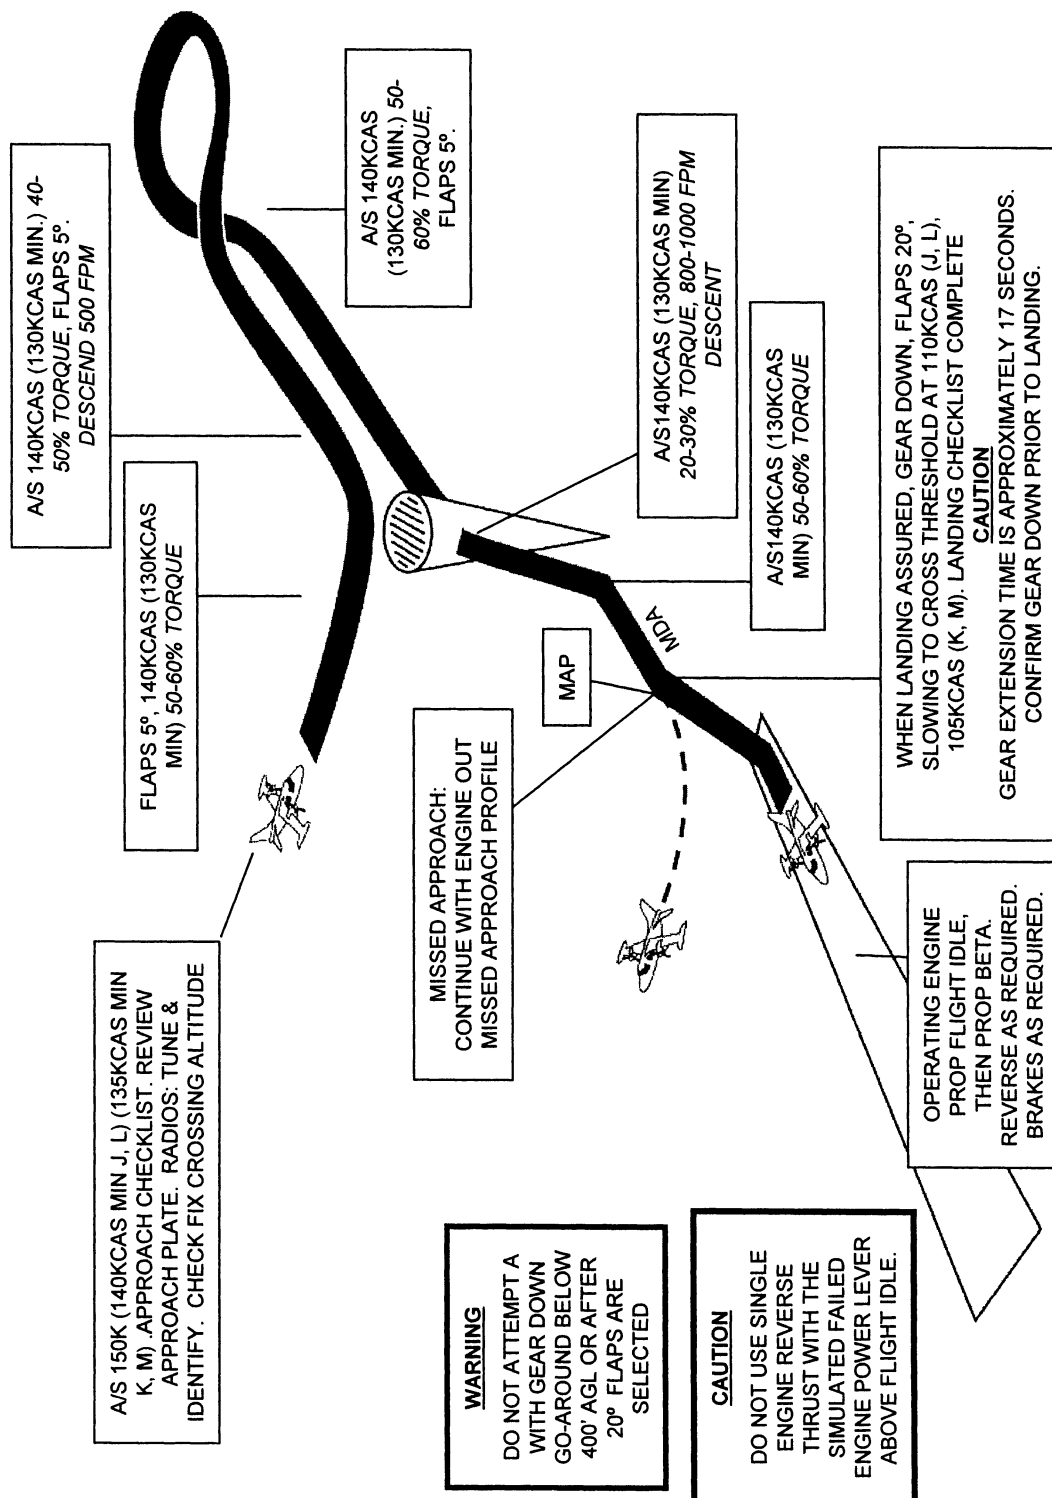 A/S 150K (140KCAS MIN J, L) (135KCAS MIN
K, M) .APPROACH CHECKLIST. REVIEW
APPROACH PLATE. RADIOS: TUNE &
IDENTIFY. CHECK FIX CROSSING ALTITUDE
FLAPS 5º, 140KCAS (130KCAS
MIN) 50-60% TORQUE
A/S 140KCAS (130KCAS MIN.) 40-
50% TORQUE, FLAPS 5º.
DESCEND 500 FPM
A/S 140KCAS
(130KCAS MIN.) 50-
60% TORQUE,
FLAPS 5º.
A/S140KCAS (130KCAS MIN)
20-30% TORQUE, 800-1000 FPM
DESCENT
A/S140KCAS (130KCAS
MIN) 50-60% TORQUE
MDA
MAP
MISSED APPROACH:
CONTINUE WITH ENGINE OUT
MISSED APPROACH PROFILE
WHEN LANDING ASSURED, GEAR DOWN, FLAPS 20º,
SLOWING TO CROSS THRESHOLD AT 110KCAS (J, L),
105KCAS (K, M). LANDING CHECKLIST COMPLETE
CAUTION
GEAR EXTENSION TIME IS APPROXIMATELY 17 SECONDS.
CONFIRM GEAR DOWN PRIOR TO LANDING.
OPERATING ENGINE
PROP FLIGHT IDLE,
THEN PROP BETA.
REVERSE AS REQUIRED.
BRAKES AS REQUIRED.
WARNING
DO NOT ATTEMPT A
WITH GEAR DOWN
GO-AROUND BELOW
400' AGL OR AFTER
20º FLAPS ARE
SELECTED
CAUTION
DO NOT USE SINGLE
ENGINE REVERSE
THRUST WITH THE
SIMULATED FAILED
ENGINE POWER LEVER
ABOVE FLIGHT IDLE.